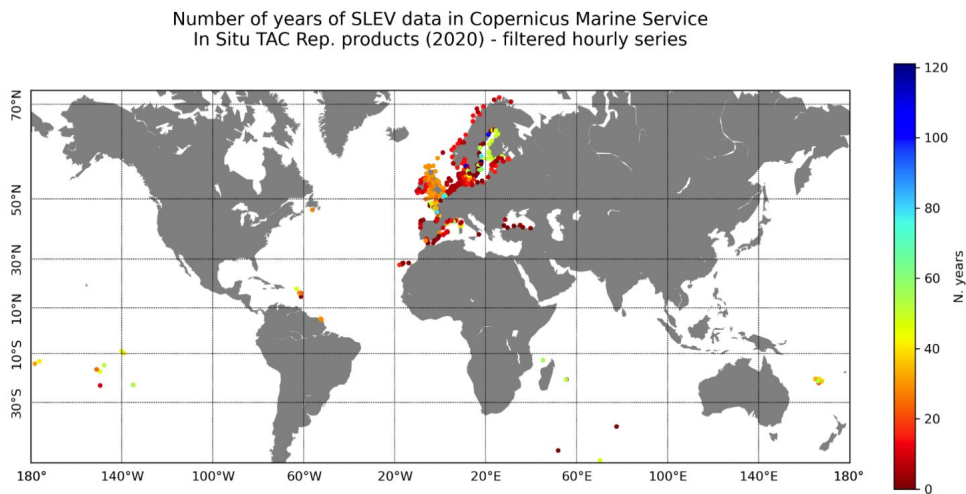 Number of years of SLEV data in Copernicus Marine Service
In Situ TAC Rep. products (2020) - filtered hourly series
70°N
50°N
30°N
10°N
10°S
30°S
180°
140°W
100°W
60°W
20°W
20°E
60°E
100°E
140°E
180°
120
100
80
60
40
20
0
N. years